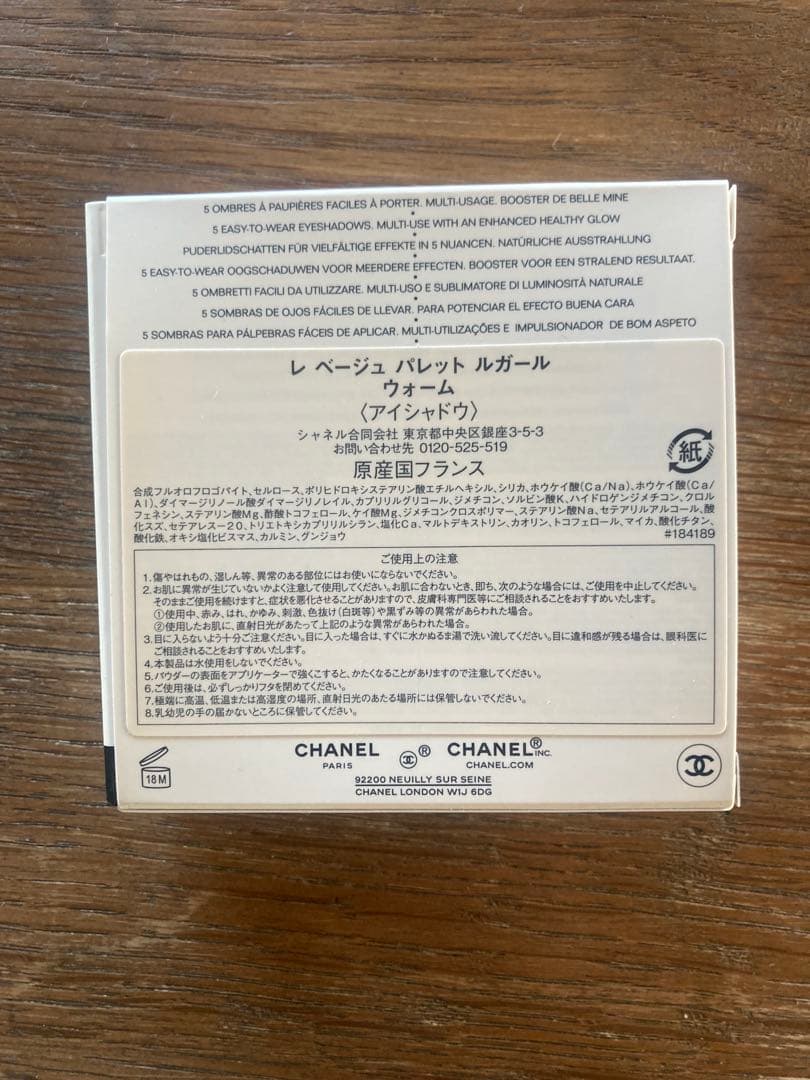 5 OMBRES À PAUPIÈRES FACILES À PORTER. MULTI-USAGE. BOOSTER DE BELLE MINE
5 EASY-TO-WEAR EYESHADOWS. MULTI-USE WITH AN ENHANCED HEALTHY GLOW
PUDERLIDSCHATTEN FÜR VIELFÄLTIGE EFFEKTE IN 5 NUANCEN. NATÜRLICHE AUSSTRAHLUNG
5 EASY-TO-WEAR OOGSCHADUWEN VOOR MEERDERE EFFECTEN. BOOSTER VOOR EEN STRALEND RESULTAAT.
5 OMBRETTI FACILI DA UTILIZZARE. MULTI-USO E SUBLIMATORE DI LUMINOSITÀ NATURALE
5 SOMBRAS DE OJOS FÁCILES DE LLEVAR. PARA POTENCIAR EL EFECTO BUENA CARA
5 SOMBRAS PARA PÁLPEBRAS FÁCEIS DE APLICAR. MULTI-UTILIZAÇÕES E IMPULSIONADOR DE BOM ASPETO
レ ベージュ パレット ルガール
ウォーム
〈アイシャドウ〉
シャネル合同会社 東京都中央区銀座3-5-3
お問い合わせ先 0120-525-519
原産国フランス
紙
合成フルオロフロゴパイト、セルロース、ポリヒドロキシステアリン酸エチルヘキシル、シリカ、ホウケイ酸(Ca/Na)、ホウケイ酸(Ca/
Al)、ダイマージリノール酸ダイマージリノレイル、カプリリルグリコール、ジメチコン、ソルビン酸K、ハイドロゲンジメチコン、クロル
フェネシン、ステアリン酸Mg、酢酸トコフェロール、ケイ酸Mg、ジメチコンクロスポリマー、ステアリン酸Na、セテアリルアルコール、酸
化スズ、セテアレス-20、トリエトキシカプリリルシラン、塩化Ca、マルトデキストリン、カオリン、トコフェロール、マイカ、酸化チタン、
酸化鉄、オキシ塩化ビスマス、カルミン、グンジョウ #184189
ご使用上の注意
1. 傷やはれもの、湿しん等、異常のある部位にはお使いにならないでください。
2. お肌に異常が生じていないかよく注意して使用してください。お肌に合わないとき、即ち、次のような場合には、ご使用を中止してください。
そのままご使用を続けますと、症状を悪化させることがありますので、皮膚科専門医等にご相談されることをおすすめいたします。
①使用中、赤み、はれ、かゆみ、刺激、色抜け(白斑等)や黒ずみ等の異常があらわれた場合。
②使用したお肌に、直射日光があたって上記のような異常があらわれた場合。
3. 目に入らないよう十分ご注意ください。目に入った場合は、すぐに水かぬるま湯で洗い流してください。目に違和感が残る場合は、眼科医に
ご相談されることをおすすめいたします。
4. 本製品は水使用をしないでください。
5. パウダーの表面をアプリケーターで強くこすると、かたくなることがありますので注意してください。
6. ご使用後は、必ずしっかりフタを閉めてください。
7. 極端に高温、低温または高湿度の場所、直射日光のあたる場所には保管しないでください。
8. 乳幼児の手の届かないところに保管してください。
18 M
CHANEL ® CHANEL® INC.
PARIS CHANEL.COM
92200 NEUILLY SUR SEINE
CHANEL LONDON W1J 6DG